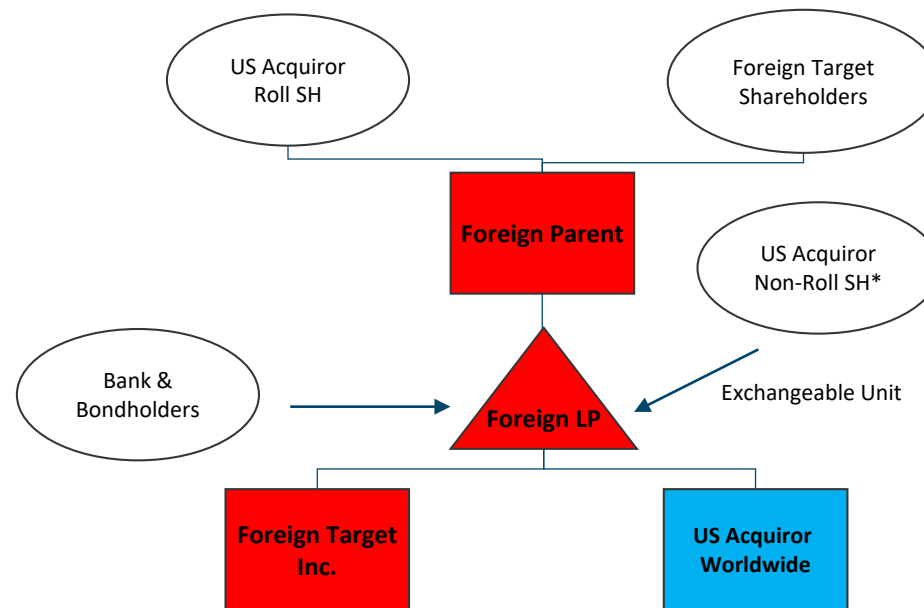 US Acquiror
Roll SH
Foreign Target
Shareholders
Foreign Parent
US Acquiror
Non-Roll SH*
Bank &
Bondholders
Exchangeable Unit
Foreign LP
Foreign Target
Inc.
US Acquiror
Worldwide